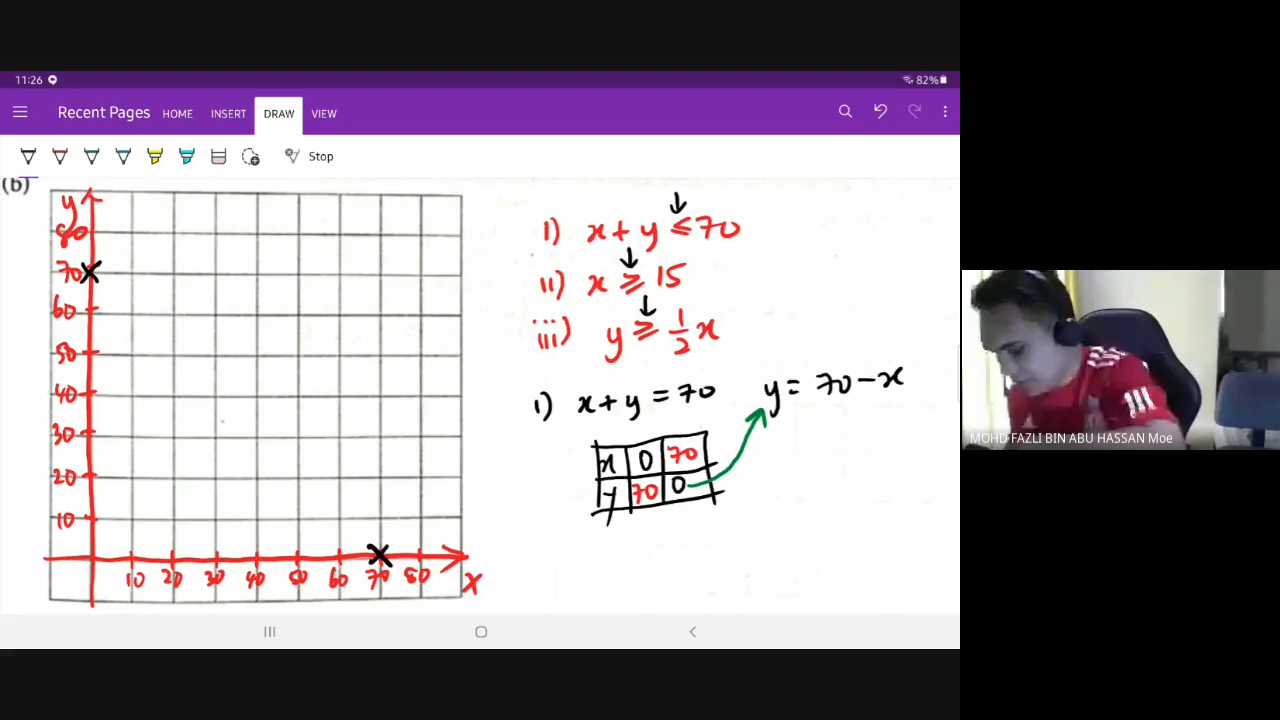 11:26 82%
Recent Pages HOME INSERT DRAW VIEW
Stop
(b)
y
80
70
60
50
40
30
20
10
10 20 30 40 50 60 70 80 x
i) x + y ≤ 70
ii) x ≥ 15
iii) y ≥ 1/2 x
i) x + y = 70 y = 70 - x
x 0 70
y 70 0
MOHD FAZLI BIN ABU HASSAN Moe